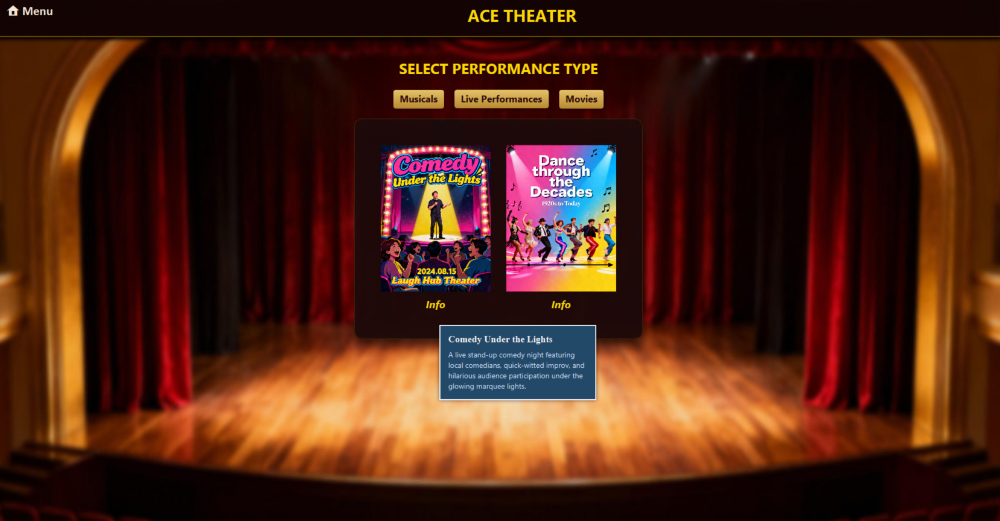 Menu
ACE THEATER
SELECT PERFORMANCE TYPE
Musicals
Live Performances
Movies
Comedy
Under the Lights
2024.08.15
Laugh Hub Theater
Dance
through
the
Decades
1920s to Today
Info
Info
Comedy Under the Lights
A live stand-up comedy night featuring
local comedians, quick-witted improv, and
hilarious audience participation under the
glowing marquee lights.